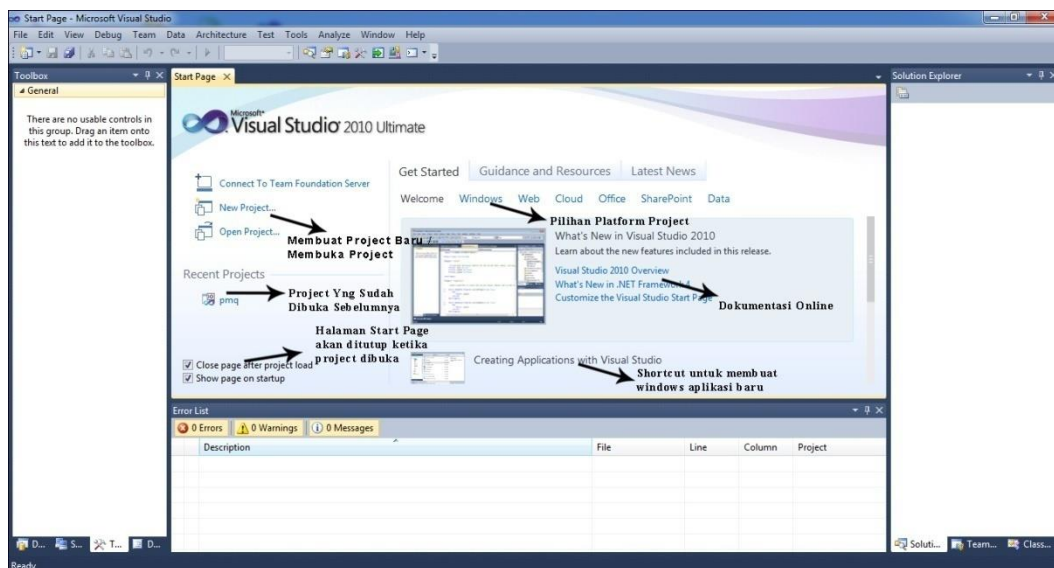 Start Page - Microsoft Visual Studio
File Edit View Debug Team Data Architecture Test Tools Analyze Window Help
Toolbox
General
There are no usable controls in
this group. Drag an item onto
this text to add it to the toolbox.
D... S... T... D...
Start Page
Microsoft
Visual Studio 2010 Ultimate
Connect To Team Foundation Server
New Project...
Open Project...
Membuat Project Baru /
Membuka Project
Recent Projects
pmq
Project Yng Sudah
Dibuka Sebelumnya
Halaman Start Page
akan ditutup ketika
project dibuka
Close page after project load
Show page on startup
Get Started Guidance and Resources Latest News
Welcome Windows Web Cloud Office SharePoint Data
Pilihan Platform Project
What's New in Visual Studio 2010
Learn about the new features included in this release.
Visual Studio 2010 Overview
What's New in .NET Framework 4
Customize the Visual Studio Start Page
Dokumentasi Online
Creating Applications with Visual Studio
Shortcut untuk membuat
windows aplikasi baru
Error List
0 Errors 0 Warnings 0 Messages
Description File Line Column Project
Solution Explorer
Soluti... Team... Class...
Ready